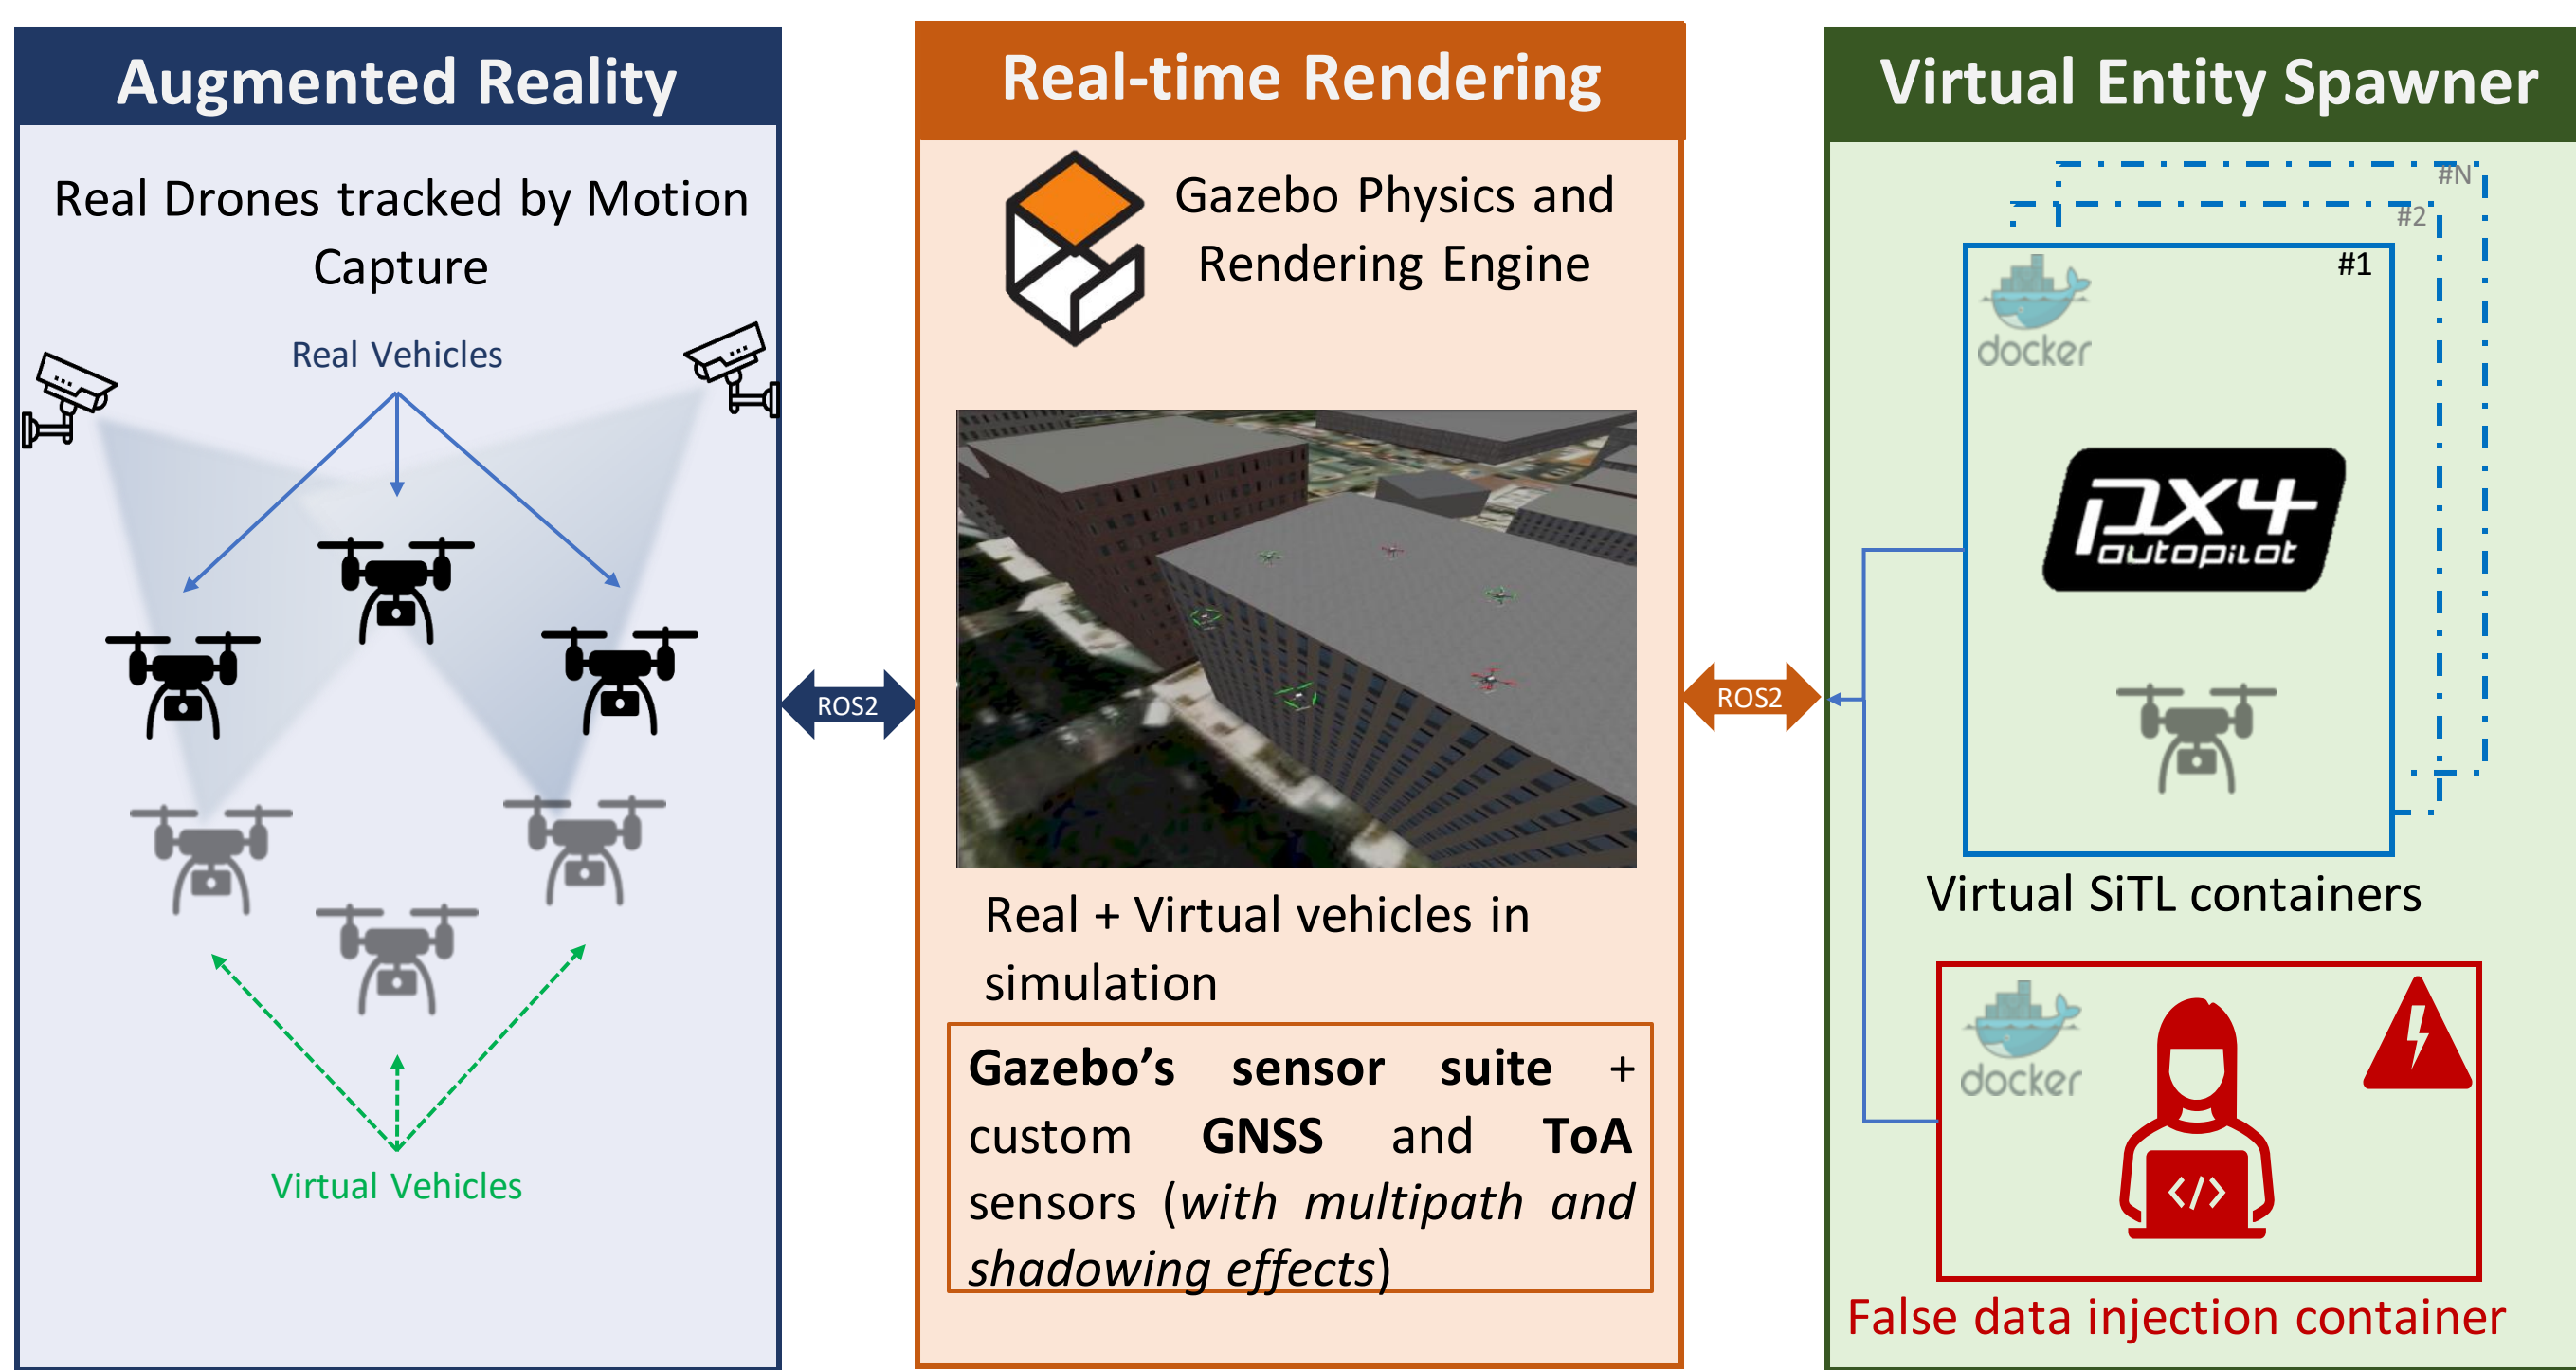 Augmented Reality
Real Drones tracked by Motion
Capture
Real Vehicles
Virtual Vehicles
ROS2
Real-time Rendering
Gazebo Physics and
Rendering Engine
Real + Virtual vehicles in
simulation
Gazebo’s sensor suite +
custom GNSS and ToA
sensors (with multipath and
shadowing effects)
ROS2
Virtual Entity Spawner
#N
#2
#1
docker
px4
autopilot
Virtual SiTL containers
docker
</>
False data injection container